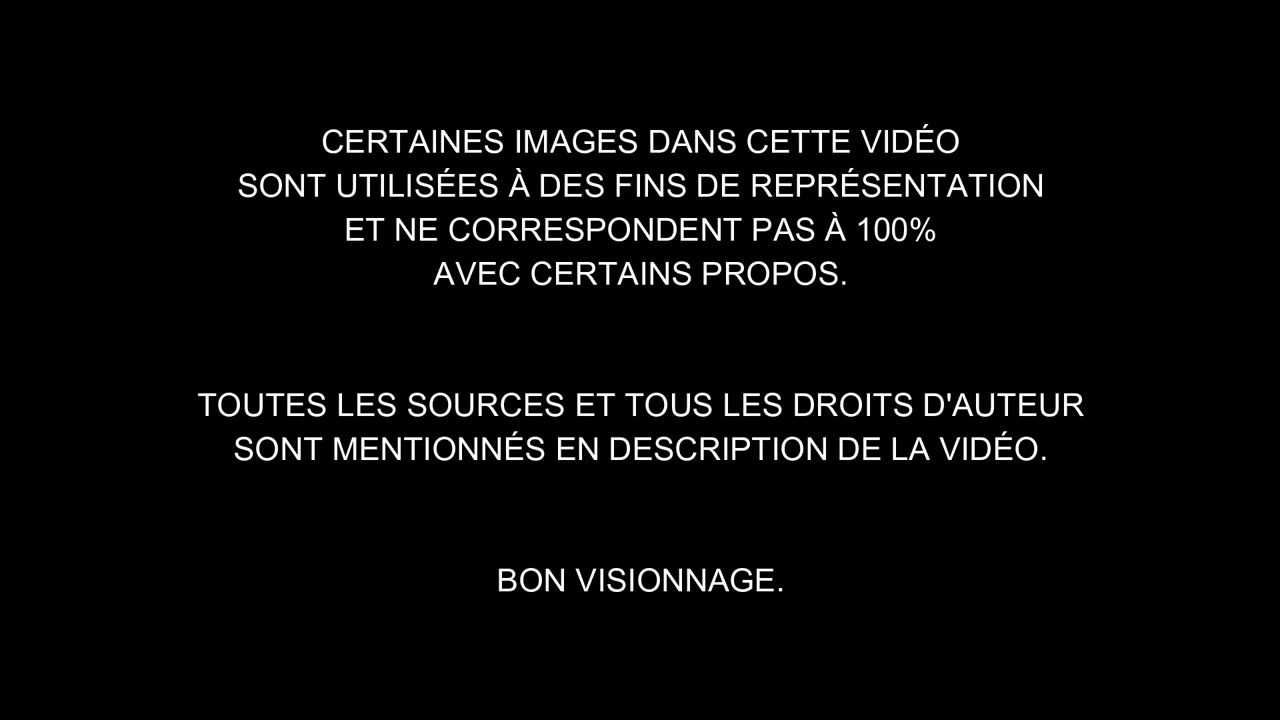 CERTAINES IMAGES DANS CETTE VIDÉO
SONT UTILISÉES À DES FINS DE REPRÉSENTATION
ET NE CORRESPONDENT PAS À 100%
AVEC CERTAINS PROPOS.
TOUTES LES SOURCES ET TOUS LES DROITS D'AUTEUR
SONT MENTIONNÉS EN DESCRIPTION DE LA VIDÉO.
BON VISIONNAGE.